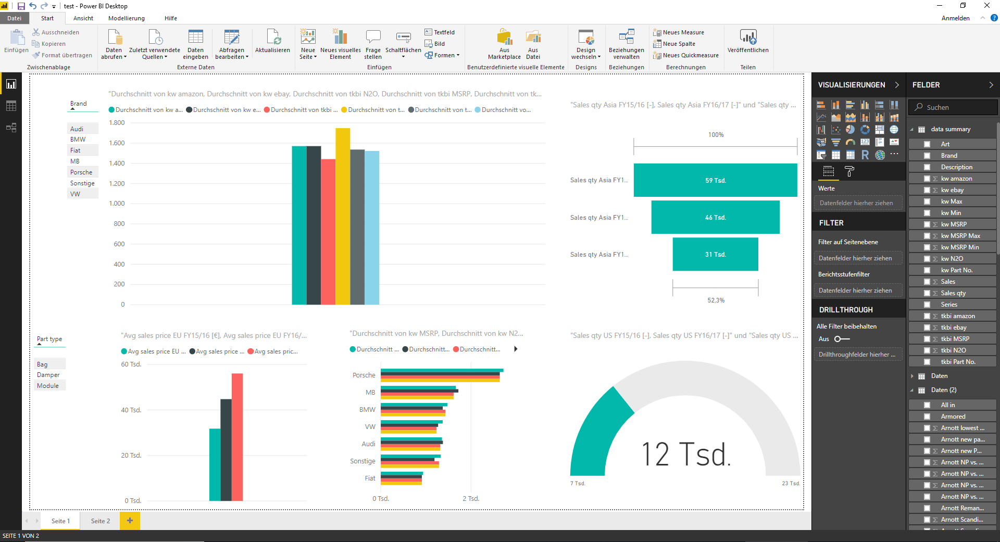 test - Power BI Desktop
Datei
Start
Ansicht
Modellierung
Hilfe
Anmelden
?
Einfügen
Ausschneiden
Kopieren
Format übertragen
Zwischenablage
Daten
abrufen
Zuletzt verwendete
Quellen
Daten
eingeben
Externe Daten
Abfragen
bearbeiten
Aktualisieren
Neue
Seite
Neues visuelles
Element
Frage
stellen
Schaltflächen
Textfeld
Bild
Formen
Einfügen
Aus
Marketplace
Aus
Datei
Benutzerdefinierte visuelle Elemente
Design
wechseln
Designs
Beziehungen
verwalten
Beziehungen
Neues Measure
Neue Spalte
Neues Quickmeasure
Berechnungen
Veröffentlichen
Teilen
Brand
Audi
BMW
Fiat
MB
Porsche
Sonstige
VW
"Durchschnitt von kw amazon, Durchschnitt von kw ebay, Durchschnitt von tkbi N2O, Durchschnitt von tkbi MSRP, Durchschnitt von tk...
Durchschnitt von kw a... Durchschnitt von kw e... Durchschnitt von tkbi ... Durchschnitt von t... Durchschnitt von t... Durchschnitt vo...
1.800
1.600
1.400
1.200
1.000
800
600
400
200
0
"Sales qty Asia FY15/16 [-], Sales qty Asia FY16/17 [-]" und "Sales qty ...
100%
Sales qty Asia FY1... 59 Tsd.
Sales qty Asia FY1... 46 Tsd.
Sales qty Asia FY1... 31 Tsd.
52,3%
Part type
Bag
Damper
Module
"Avg sales price EU FY15/16 [€], Avg sales price EU FY16/...
Avg sales price EU ... Avg sales price ... Avg sales pric...
60 Tsd.
40 Tsd.
20 Tsd.
0 Tsd.
"Durchschnitt von kw MSRP, Durchschnitt von kw N2...
Durchschnitt ... Durchschnitt... Durchschnitt...
Porsche
MB
BMW
VW
Audi
Sonstige
Fiat
0 Tsd. 2 Tsd.
"Sales qty US FY15/16 [-], Sales qty US FY16/17 [-]" und "Sales qty US ...
12 Tsd.
7 Tsd. 23 Tsd.
VISUALISIERUNGEN
123
R
Werte
Datenfelder hierher ziehen
FILTER
Filter auf Seitenebene
Datenfelder hierher ziehen
Berichtsstufenfilter
Datenfelder hierher ziehen
DRILLTHROUGH
Alle Filter beibehalten
Aus
Drillthroughfelder hierher ...
FELDER
Suchen
data summary
Art
Brand
Description
Σ kw amazon
Σ kw ebay
kw Max
kw Min
Σ kw MSRP
Σ kw MSRP Max
Σ kw MSRP Min
Σ kw N2O
kw Part No.
Σ Sales
Σ Sales qty
Series
Σ tkbi amazon
Σ tkbi ebay
Σ tkbi MSRP
Σ tkbi N2O
tkbi Part No.
Daten
Daten (2)
All in
Armored
Σ Arnott lowest ...
Arnott new pa...
Σ Arnott new P...
Σ Arnott NP vs. ...
Σ Arnott NP vs. ...
Σ Arnott NP vs. ...
Arnott NP vs. ...
Arnott Reman...
Σ Arnott Scandi...
Seite 1
Seite 2
+
SEITE 1 VON 2